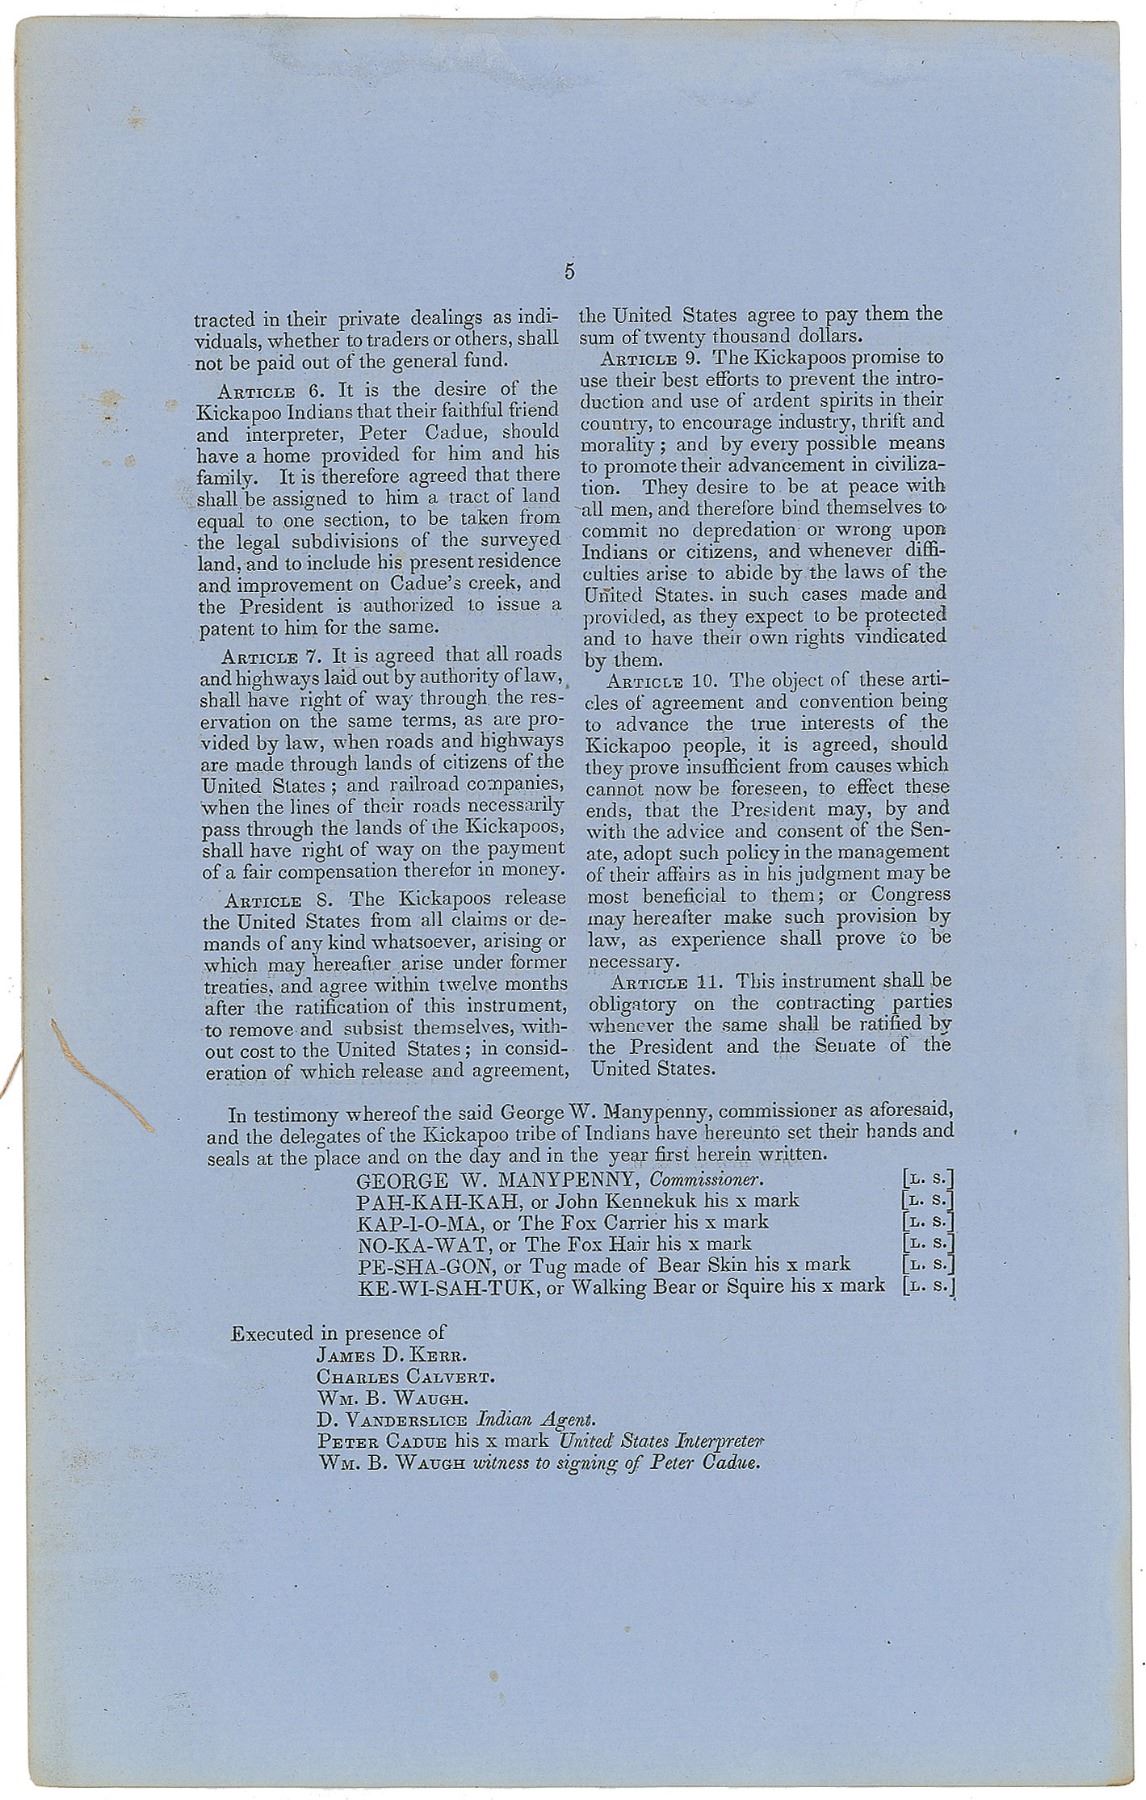 5
tracted in their private dealings as indi-
viduals, whether to traders or others, shall
not be paid out of the general fund.
ARTICLE 6. It is the desire of the
Kickapoo Indians that their faithful friend
and interpreter, Peter Cadue, should
have a home provided for him and his
family. It is therefore agreed that there
shall be assigned to him a tract of land
equal to one section, to be taken from
the legal subdivisions of the surveyed
land, and to include his present residence
and improvement on Cadue's creek, and
the President is authorized to issue a
patent to him for the same.
ARTICLE 7. It is agreed that all roads
and highways laid out by authority of law,
shall have right of way through the res-
ervation on the same terms, as are pro-
vided by law, when roads and highways
are made through lands of citizens of the
United States; and railroad companies,
when the lines of their roads necessarily
pass through the lands of the Kickapoos,
shall have right of way on the payment
of a fair compensation therefor in money.
ARTICLE 8. The Kickapoos release
the United States from all claims or de-
mands of any kind whatsoever, arising or
which may hereafter arise under former
treaties, and agree within twelve months
after the ratification of this instrument,
to remove and subsist themselves, with-
out cost to the United States; in consid-
eration of which release and agreement,
the United States agree to pay them the
sum of twenty thousand dollars.
ARTICLE 9. The Kickapoos promise to
use their best efforts to prevent the intro-
duction and use of ardent spirits in their
country, to encourage industry, thrift and
morality; and by every possible means
to promote their advancement in civiliza-
tion. They desire to be at peace with
all men, and therefore bind themselves to
commit no depredation or wrong upon
Indians or citizens, and whenever diffi-
culties arise to abide by the laws of the
United States. in such cases made and
provided, as they expect to be protected
and to have their own rights vindicated
by them.
ARTICLE 10. The object of these arti-
cles of agreement and convention being
to advance the true interests of the
Kickapoo people, it is agreed, should
they prove insufficient from causes which
cannot now be foreseen, to effect these
ends, that the President may, by and
with the advice and consent of the Sen-
ate, adopt such policy in the management
of their affairs as in his judgment may be
most beneficial to them; or Congress
may hereafter make such provision by
law, as experience shall prove to be
necessary.
ARTICLE 11. This instrument shall be
obligatory on the contracting parties
whenever the same shall be ratified by
the President and the Senate of the
United States.
In testimony whereof the said George W. Manypenny, commissioner as aforesaid,
and the delegates of the Kickapoo tribe of Indians have hereunto set their hands and
seals at the place and on the day and in the year first herein written.
GEORGE W. MANYPENNY, Commissioner. [L. S.]
PAH-KAH-KAH, or John Kennekuk his x mark [L. S.]
KAP-I-O-MA, or The Fox Carrier his x mark [L. S.]
NO-KA-WAT, or The Fox Hair his x mark [L. S.]
PE-SHA-GON, or Tug made of Bear Skin his x mark [L. S.]
KE-WI-SAH-TUK, or Walking Bear or Squire his x mark [L. S.]
Executed in presence of
JAMES D. KERR.
CHARLES CALVERT.
WM. B. WAUGH.
D. VANDERSLICE Indian Agent.
PETER CADUE his x mark United States Interpreter
WM. B. WAUGH witness to signing of Peter Cadue.